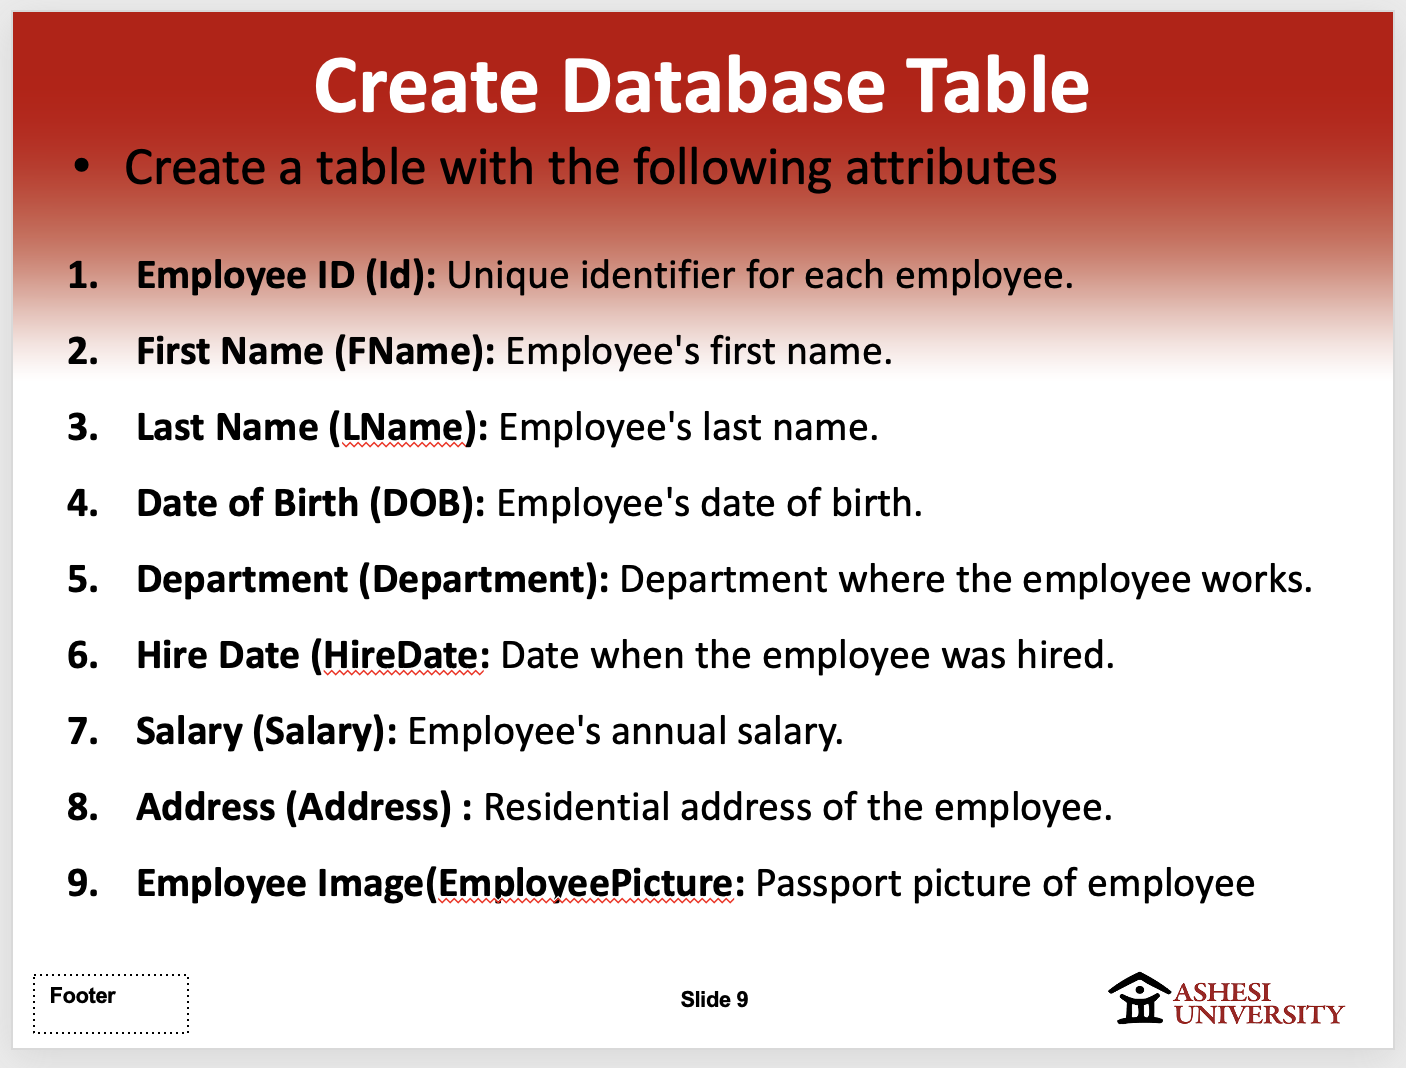 Create Database Table
• Create a table with the following attributes
1. Employee ID (Id): Unique identifier for each employee.
2. First Name (FName): Employee's first name.
3. Last Name (LName): Employee's last name.
4. Date of Birth (DOB): Employee's date of birth.
5. Department (Department): Department where the employee works.
6. Hire Date (HireDate: Date when the employee was hired.
7. Salary (Salary): Employee's annual salary.
8. Address (Address) : Residential address of the employee.
9. Employee Image(EmployeePicture: Passport picture of employee
Footer
Slide 9
ASHESI
UNIVERSITY